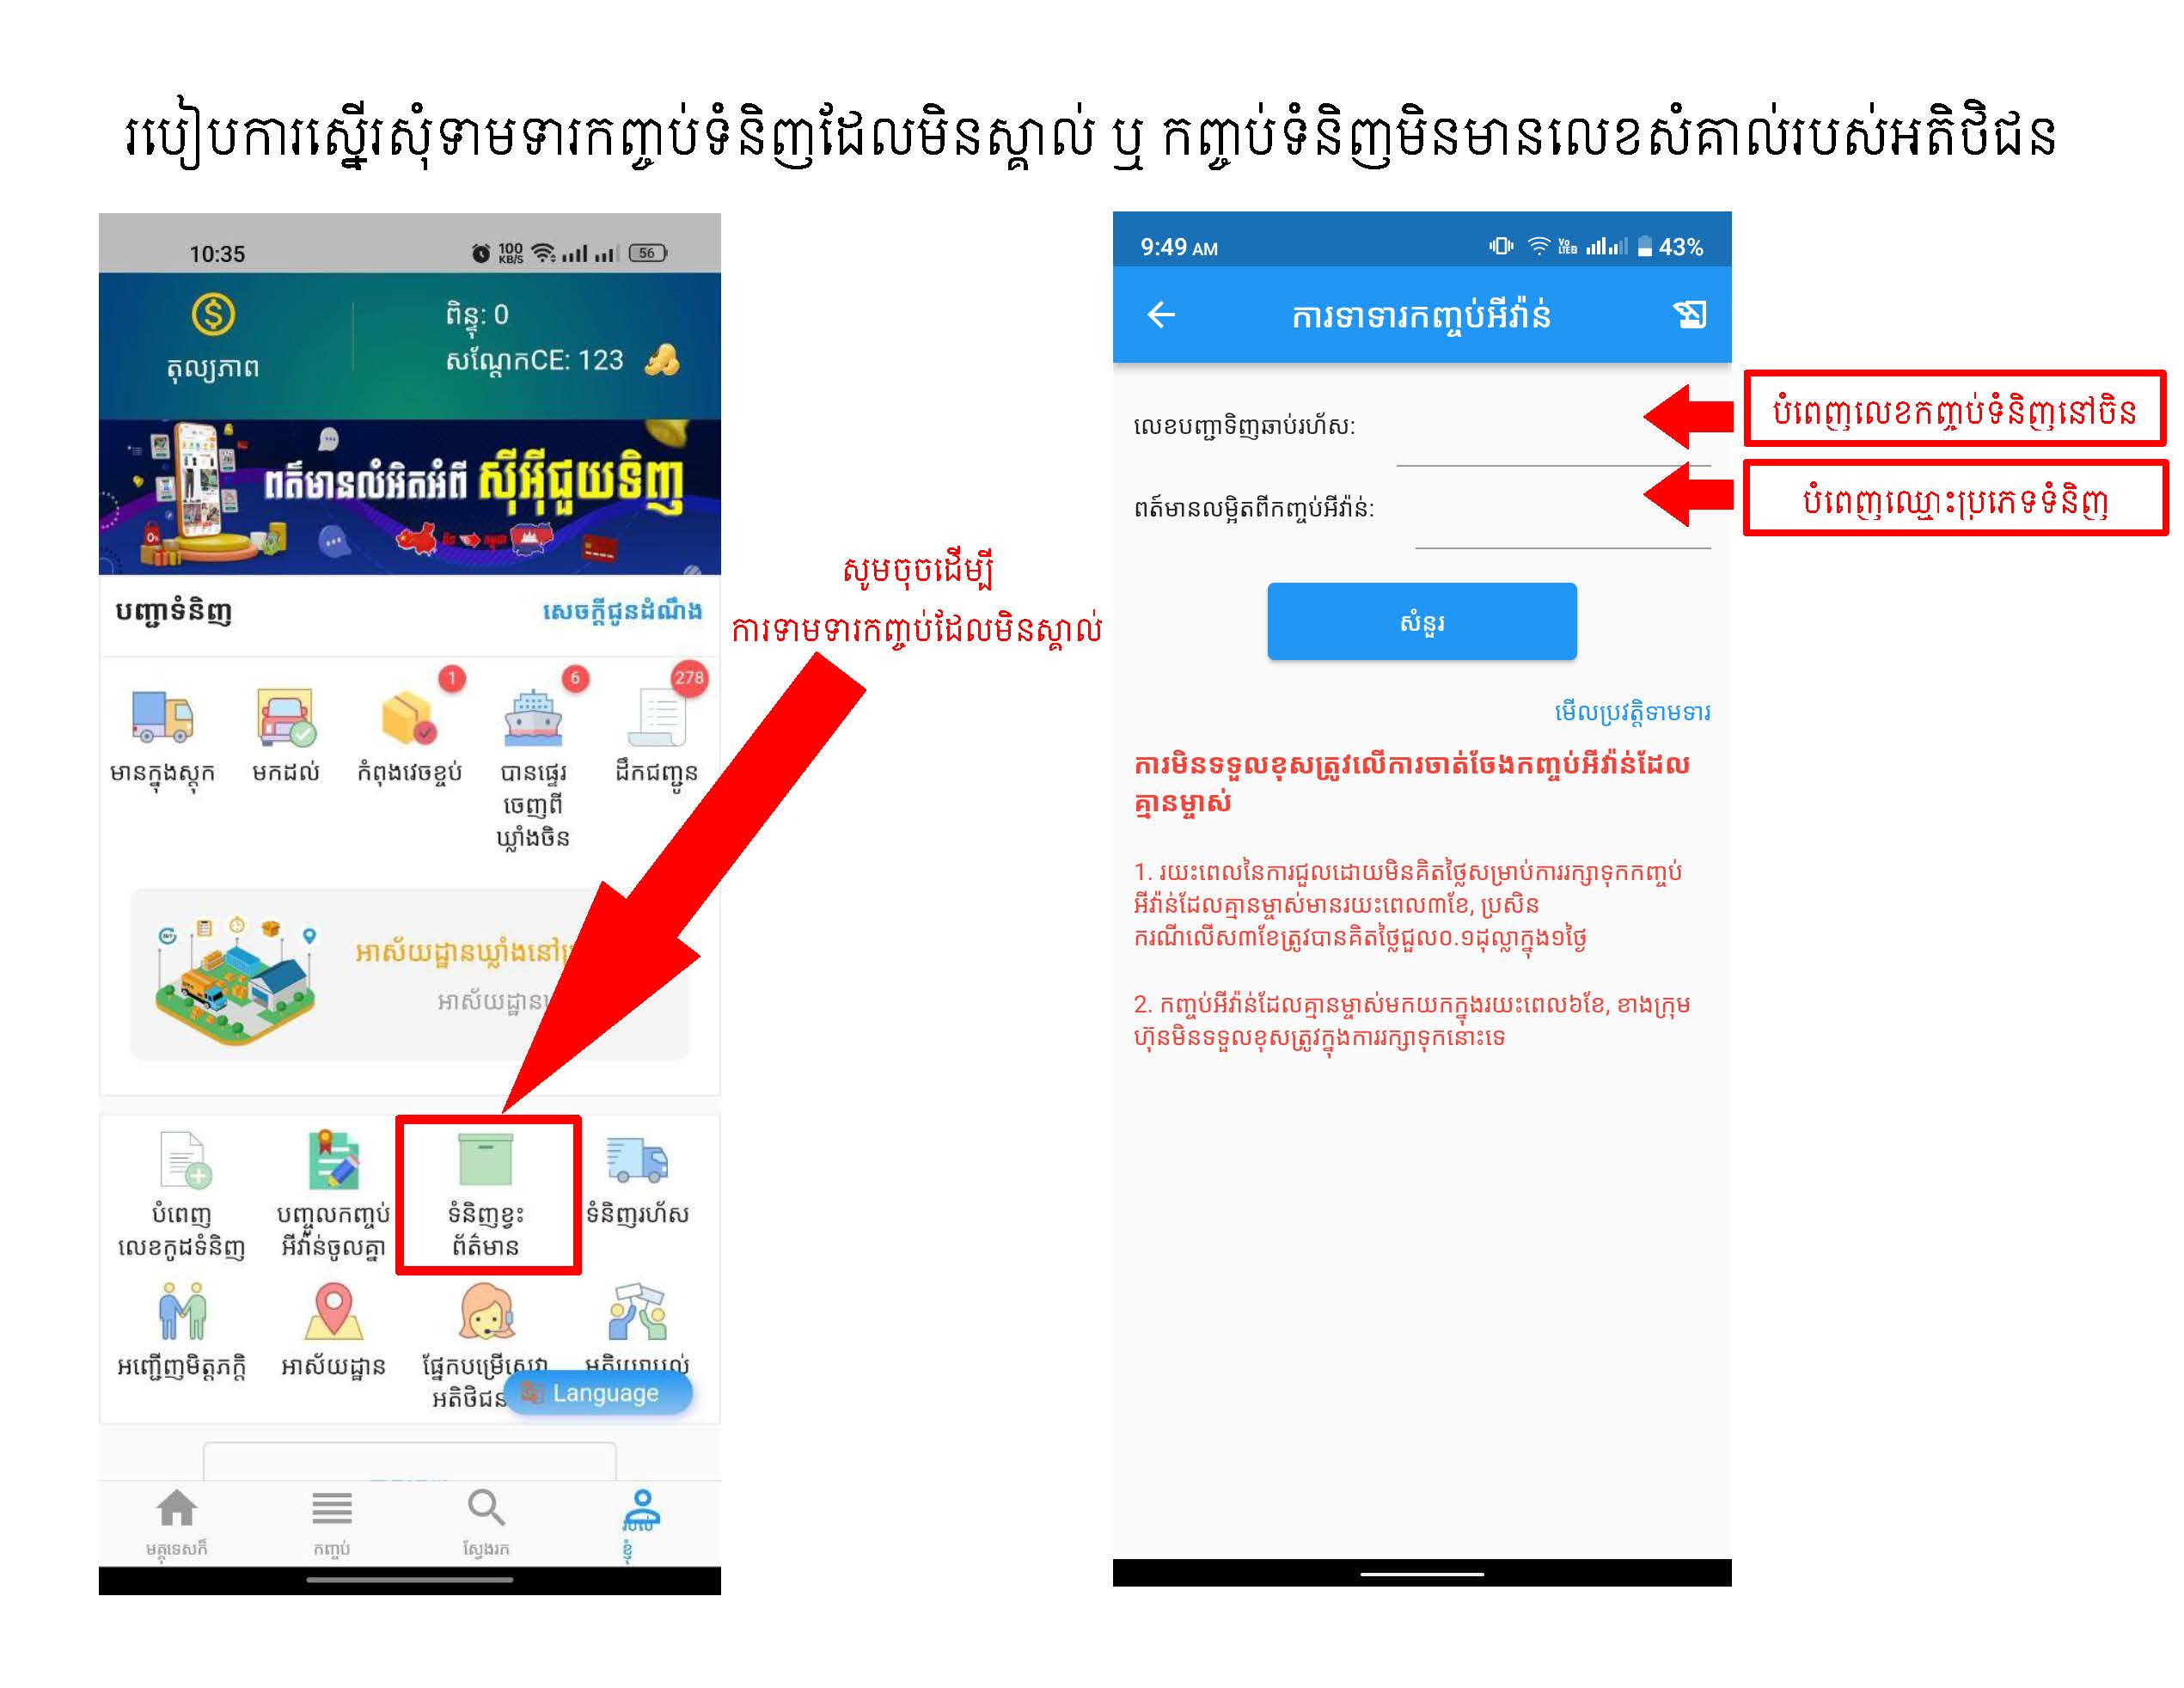 របៀបការស្នើរសុំទាមទារកញ្ចប់ទំនិញដែលមិនស្គាល់ ឬ កញ្ចប់ទំនិញមិនមានលេខសំគាល់របស់អតិថិជន
10:35
100 KB/S
56
ពិន្ទុ: 0
តុល្យភាព
សណ្ដែកCE: 123
ពត៌មានលំអិតអំពី ស៊ីអ៊ីជួយទិញ
បញ្ជាទំនិញ
សេចក្ដីជូនដំណឹង
1
6
278
មានក្នុងស្តុក
មកដល់
កំពុងវេចខ្ចប់
បានផ្ទេរ
ចេញពី
ឃ្លាំងចិន
ដឹកជញ្ជូន
អាស័យដ្ឋានឃ្លាំងនៅ
អាស័យដ្ឋាន
បំពេញ
លេខកូដទំនិញ
បញ្ចូលកញ្ចប់
អីវ៉ាន់ចូលគ្នា
ទំនិញខ្វះ
ព័ត៌មាន
ទំនិញរហ័ស
អញ្ជើញមិត្តភក្តិ
អាស័យដ្ឋាន
ផ្នែកបម្រើសេវា
អតិថិជន
មតិយោបល់
Language
មគ្គុទេសក៍
កញ្ចប់
ស្វែងរក
របស់
ខ្ញុំ
សូមចុចដើម្បី
ការទាមទារកញ្ចប់ដែលមិនស្គាល់
9:49 AM
43%
ការទាទារកញ្ចប់អីវ៉ាន់
លេខបញ្ជាទិញឆាប់រហ័ស:
បំពេញលេខកញ្ចប់ទំនិញនៅចិន
ពត៌មានលម្អិតពីកញ្ចប់អីវ៉ាន់:
បំពេញឈ្មោះប្រភេទទំនិញ
សំនួរ
មើលប្រវត្តិទាមទារ
ការមិនទទួលខុសត្រូវលើការចាត់ចែងកញ្ចប់អីវ៉ាន់ដែល
គ្មានម្ចាស់
1. រយះពេលនៃការជួលដោយមិនគិតថ្លៃសម្រាប់ការរក្សាទុកកញ្ចប់
អីវ៉ាន់ដែលគ្មានម្ចាស់មានរយះពេល៣ខែ, ប្រសិន
ករណីលើស៣ខែត្រូវបានគិតថ្លៃជួល០.១ដុល្លាក្នុង១ថ្ងៃ
2. កញ្ចប់អីវ៉ាន់ដែលគ្មានម្ចាស់មកយកក្នុងរយះពេល៦ខែ, ខាងក្រុម
ហ៊ុនមិនទទួលខុសត្រូវក្នុងការរក្សាទុកនោះទេ